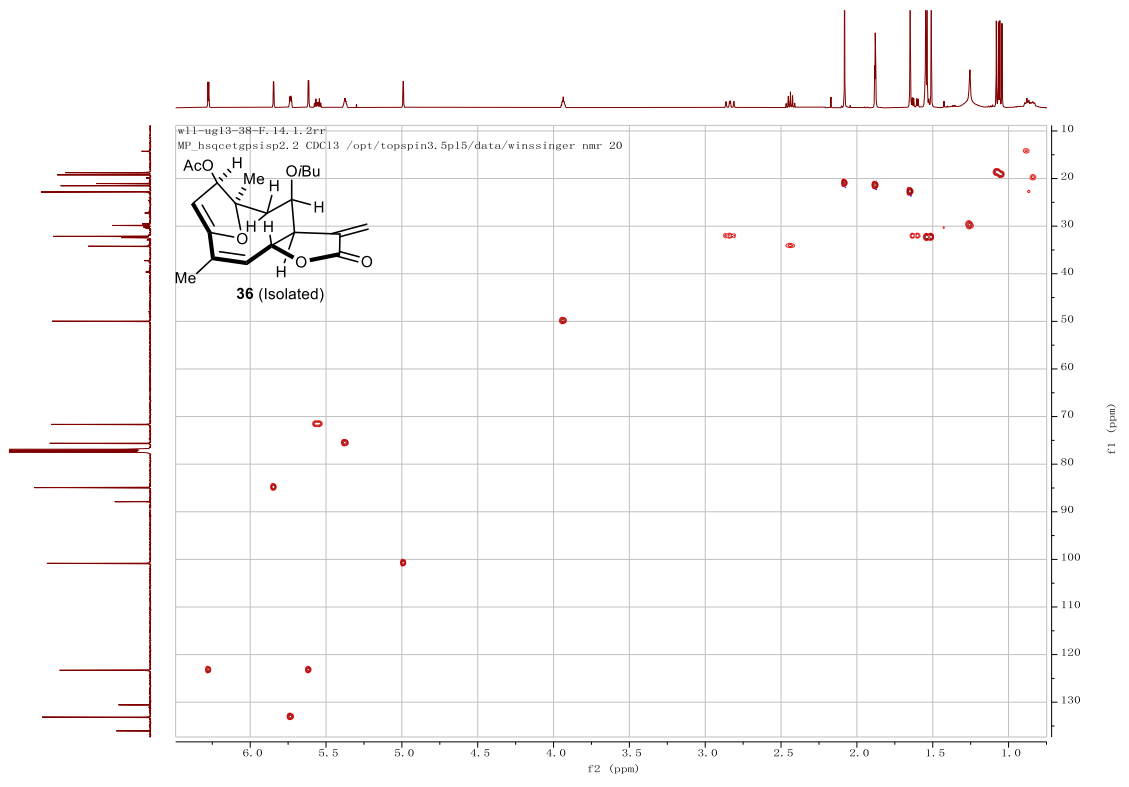 w11-ug13-38-F.14.1.2rr
MP_hsqcetgpsisp2.2 CDCl3 /opt/topspin3.5pl5/data/winssinger nmr 20
AcO
H
Me
H
OiBu
H
H
H
O
H
O
O
Me
36 (Isolated)
10
20
30
40
50
60
70
80
90
100
110
120
130
f1 (ppm)
6.0
5.5
5.0
4.5
4.0
3.5
3.0
2.5
2.0
1.5
1.0
f2 (ppm)